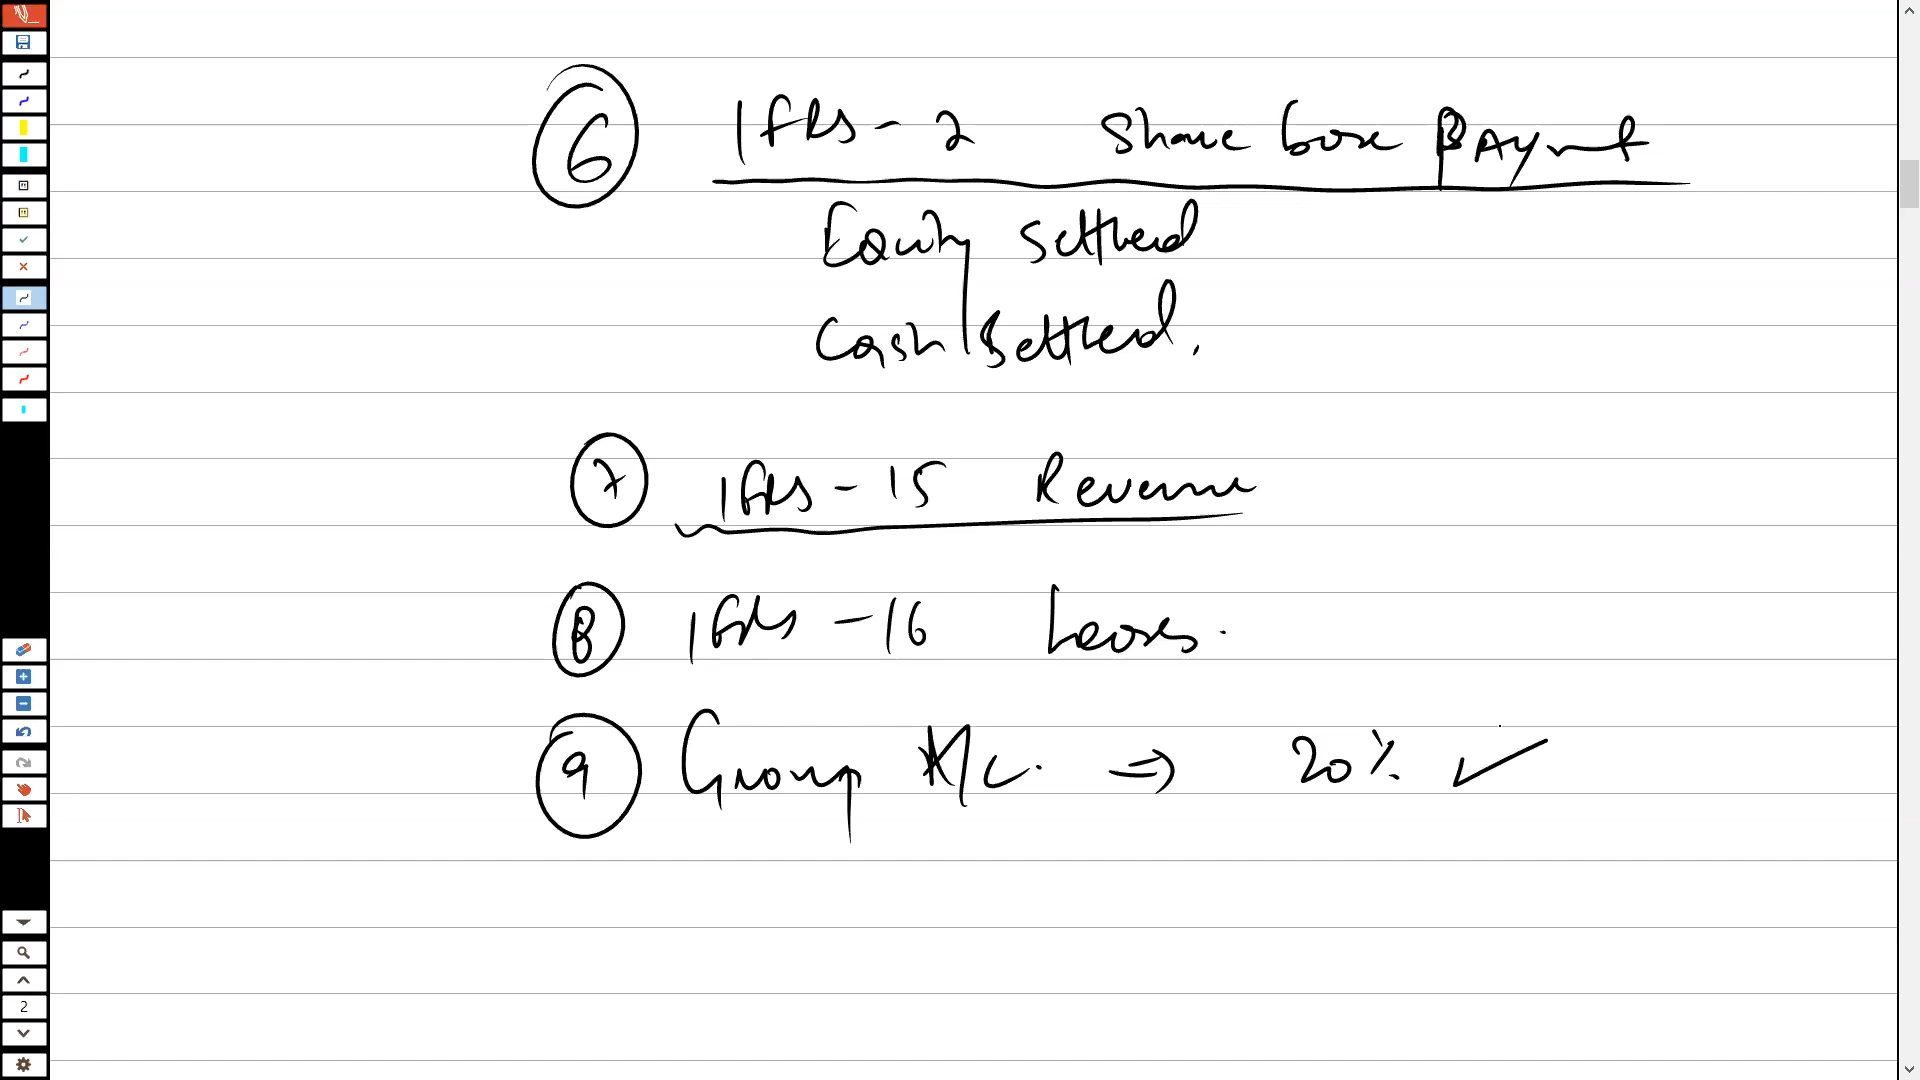 6 IFRS - 2 Share base Payment
Equity settled
Cash settled.
7 IFRS - 15 Revenue
8 IFRS - 16 Leases.
9 Group A/c. ⇒ 20% ✓
2